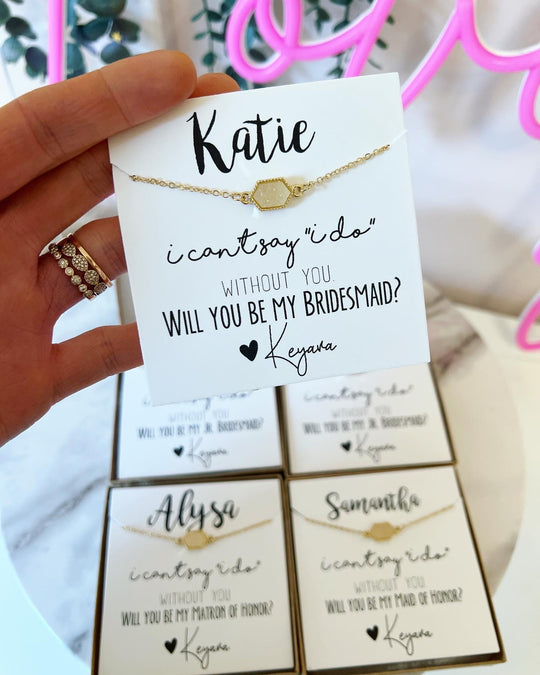 Katie
i can't say "i do"
WITHOUT YOU.
WILL YOU BE MY BRIDESMAID?
Keyara
i can't say "i do"
WITHOUT YOU
WILL YOU BE MY JR. BRIDESMAID?
Keyara
i can't say "i do"
WITHOUT YOU
WILL YOU BE MY JR. BRIDESMAID?
Keyara
Alysa
i can't say "i do"
WITHOUT YOU
WILL YOU BE MY MATRON OF HONOR?
Keyara
Samantha
i can't say "i do"
WITHOUT YOU
WILL YOU BE MY MAID OF HONOR?
Keyara